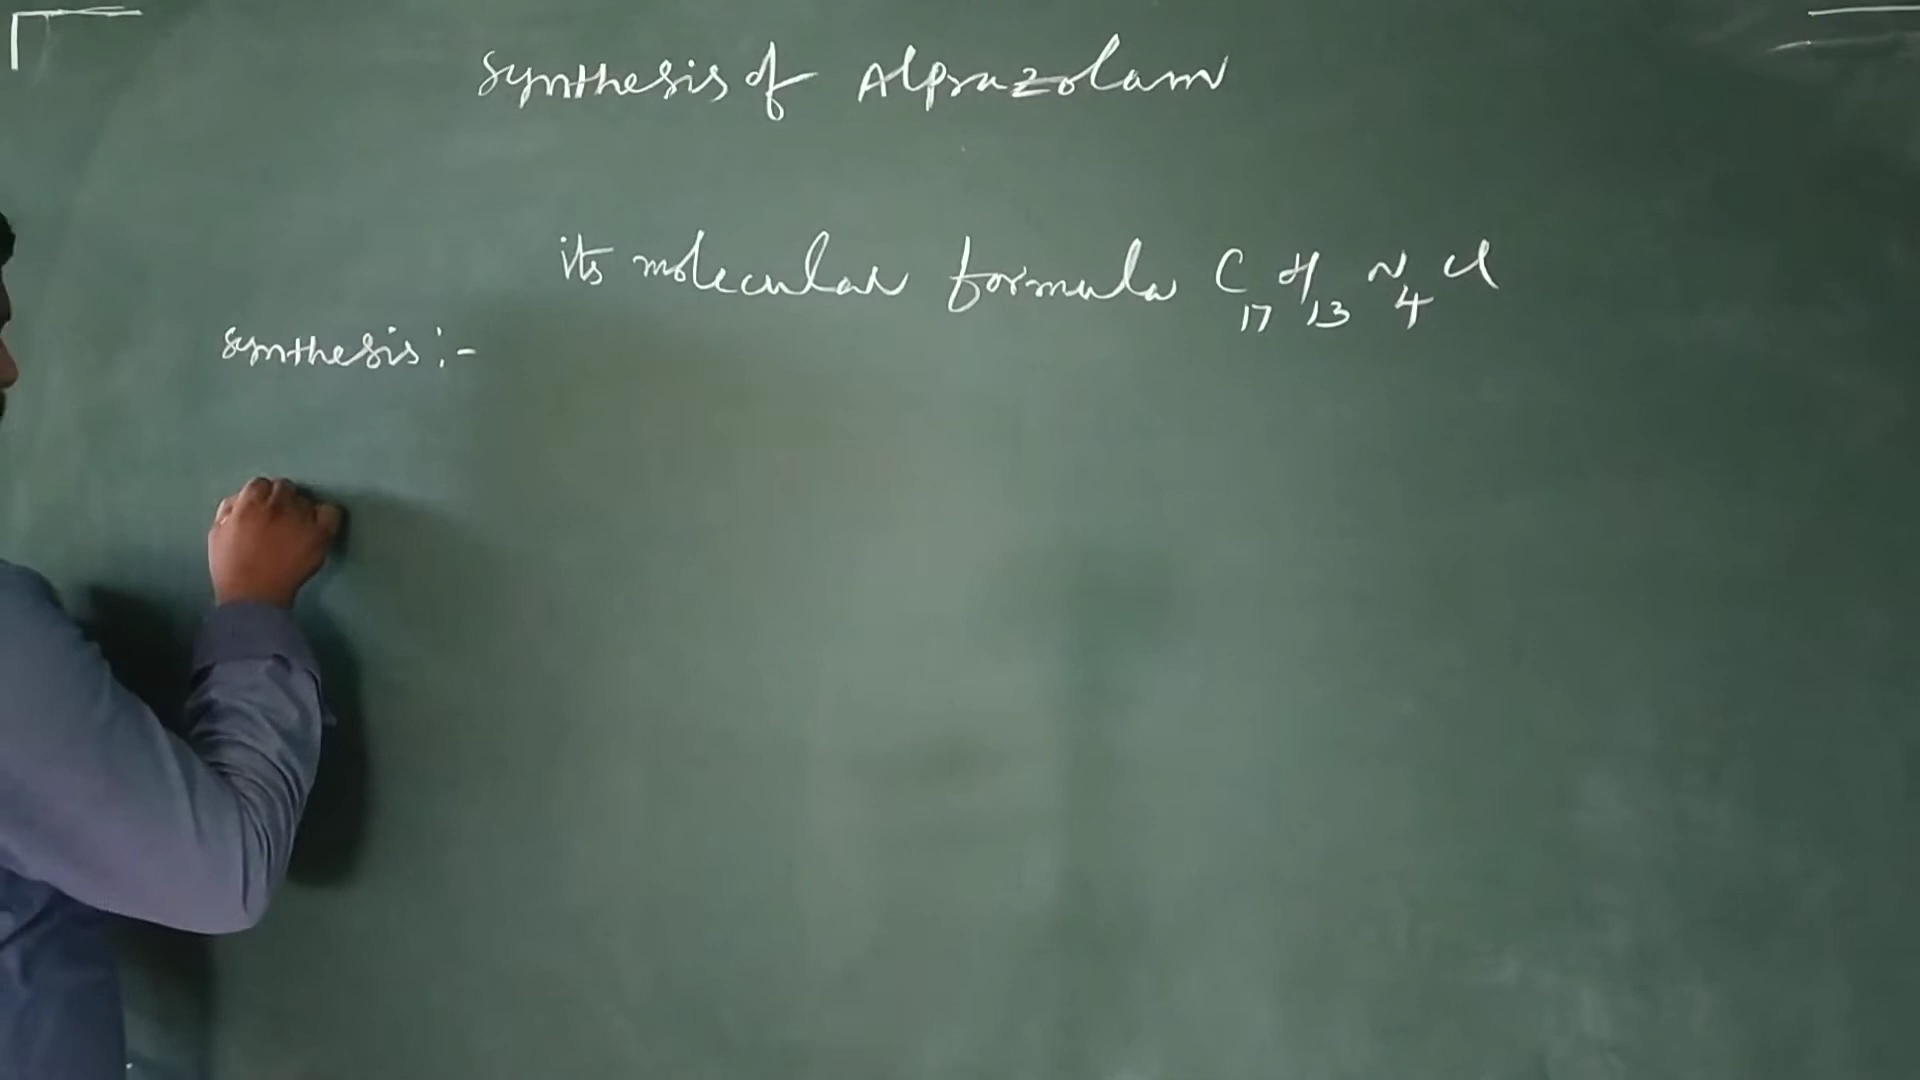 Synthesis of Alprazolam
its molecular formula C17H13N4Cl
Synthesis:-